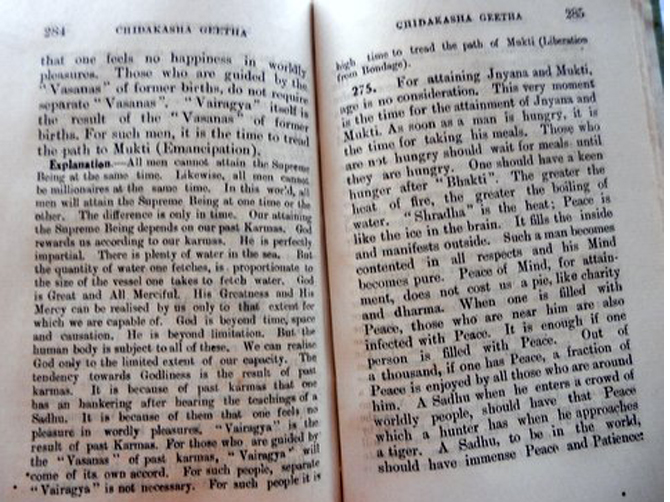 284 CHIDAKASHA GEETHA
that one feels no happiness in worldly
pleasures. Those who are guided by the
"Vasanas" of former births, do not require
separate "Vasanas". "Vairagya" itself is
the result of the "Vasanas" of former
births. For such men, it is the time to tread
the path to Mukti (Emancipation).
Explanation.—All men cannot attain the Supreme
Being at the same time. Likewise, all men cannot
be millionaires at the same time. In this world, all
men will attain the Supreme Being at one time or the
other. The difference is only in time. Our attaining
the Supreme Being depends on our past Karmas. God
rewards us according to our karmas. He is perfectly
impartial. There is plenty of water in the sea. But
the quantity of water one fetches, is proportionate to
the size of the vessel one takes to fetch water. God
is Great and All Merciful. His Greatness and His
Mercy can be realised by us only to that extent for
which we are capable of. God is beyond time, space
and causation. He is beyond limitation. But the
human body is subject to all of these. We can realise
God only to the limited extent of our capacity. The
tendency towards Godliness is the result of past
karmas. It is because of past karmas that one
has an hankering after hearing the teachings of a
Sadhu. It is because of them that one feels no
pleasure in wordly pleasures. "Vairagya" is the
result of past Karmas. For those who are guided by
the "Vasanas" of past karmas, "Vairagya" will
come of its own accord. For such people, separate
"Vairagya" is not necessary. For such people it is
CHIDAKASHA GEETHA 285
high time to tread the path of Mukti (Liberation
from Bondage).
275. For attaining Jnyana and Mukti,
age is no consideration. This very moment
is the time for the attainment of Jnyana and
Mukti. As soon as a man is hungry, it is
the time for taking his meals. Those who
are not hungry should wait for meals until
they are hungry. One should have a keen
hunger after "Bhakti". The greater the
heat of fire, the greater the boiling of
water. "Shradha" is the heat; Peace is
like the ice in the brain. It fills the inside
and manifests outside. Such a man becomes
contented in all respects and his Mind
becomes pure. Peace of Mind, for attain-
ment, does not cost us a pie, like charity
and dharma. When one is filled with
Peace, those who are near him are also
infected with Peace. It is enough if one
person is filled with Peace. Out of
a thousand, if one has Peace, a fraction of
Peace is enjoyed by all those who are around
him. A Sadhu when he enters a crowd of
worldly people, should have that Peace
which a hunter has when he approaches
a tiger. A Sadhu, to be in the world,
should have immense Peace and Patience.